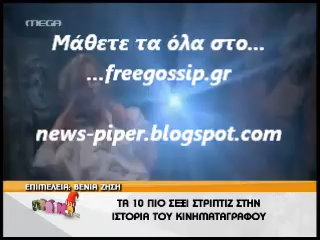 MEGA
Μάθετε τα όλα στο...
...freegossip.gr
news-piper.blogspot.com
ΕΠΙΜΕΛΕΙΑ: ΒΕΝΙΑ ΖΗΣΗ
ΤΑ 10 ΠΙΟ ΣΕΞΙ ΣΤΡΙΠΤΙΖ ΣΤΗΝ
ΙΣΤΟΡΙΑ ΤΟΥ ΚΙΝΗΜΑΤΟΓΡΑΦΟΥ